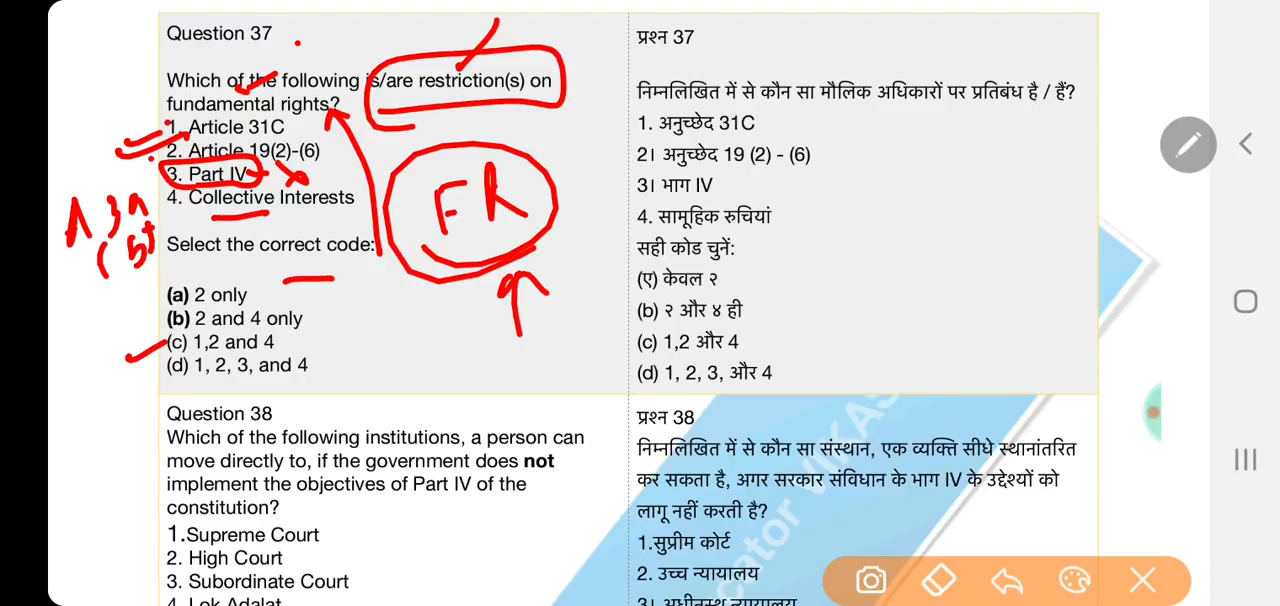 Question 37
Which of the following is/are restriction(s) on
fundamental rights?
1. Article 31C
2. Article 19(2)-(6)
3. Part IV
4. Collective Interests
Select the correct code:
(a) 2 only
(b) 2 and 4 only
(c) 1,2 and 4
(d) 1, 2, 3, and 4
FR
प्रश्न 37
निम्नलिखित में से कौन सा मौलिक अधिकारों पर प्रतिबंध है / हैं?
1. अनुच्छेद 31C
2। अनुच्छेद 19 (2) - (6)
3। भाग IV
4. सामूहिक रुचियां
सही कोड चुनें:
(ए) केवल २
(b) २ और ४ ही
(c) 1,2 और 4
(d) 1, 2, 3, और 4
Question 38
Which of the following institutions, a person can
move directly to, if the government does not
implement the objectives of Part IV of the
constitution?
1.Supreme Court
2. High Court
3. Subordinate Court
4. Lok Adalat
प्रश्न 38
निम्नलिखित में से कौन सा संस्थान, एक व्यक्ति सीधे स्थानांतरित
कर सकता है, अगर सरकार संविधान के भाग IV के उद्देश्यों को
लागू नहीं करती है?
1.सुप्रीम कोर्ट
2. उच्च न्यायालय
3। अधीनस्थ न्यायालय